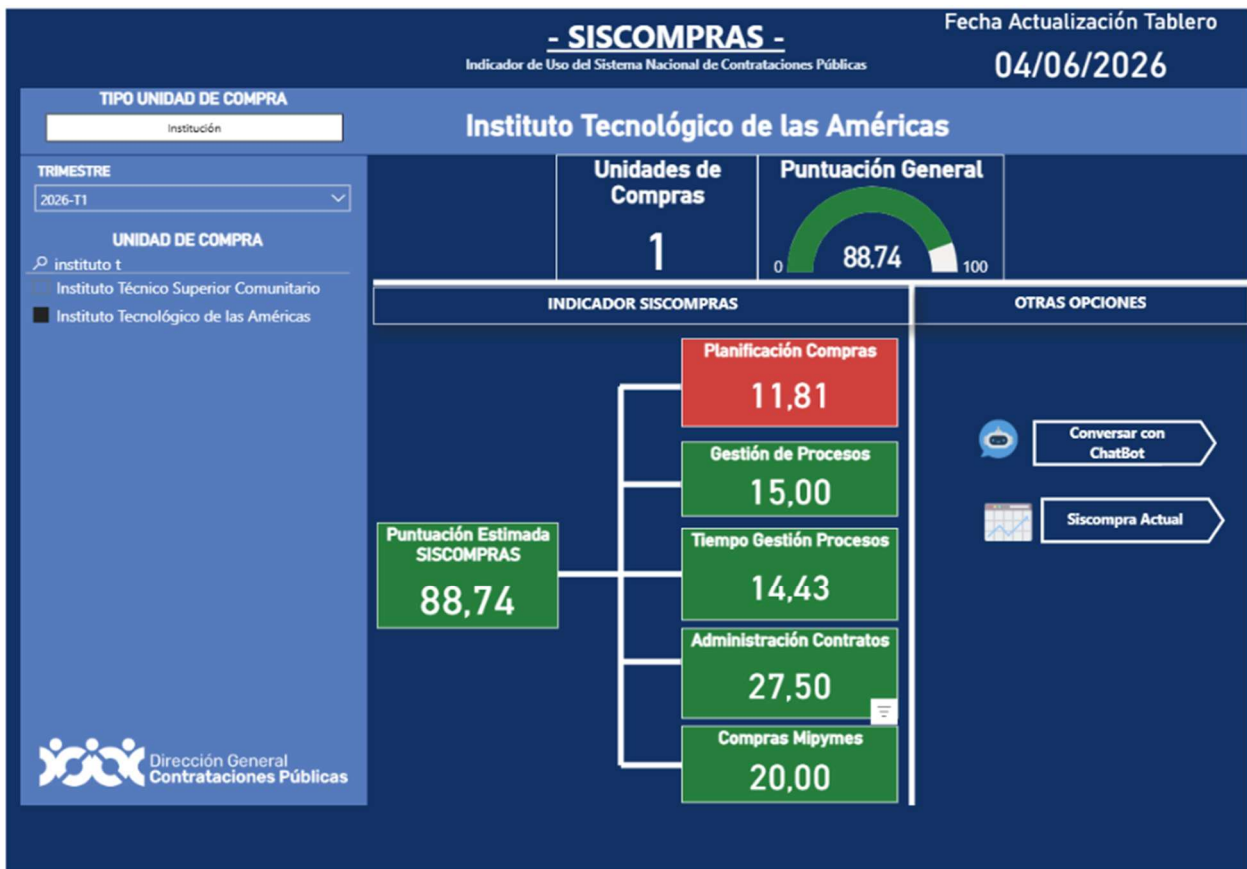 - SISCOMPRAS -
Indicador de Uso del Sistema Nacional de Contrataciones Públicas
Fecha Actualización Tablero
04/06/2026
TIPO UNIDAD DE COMPRA
Institución
Instituto Tecnológico de las Américas
TRIMESTRE
2026-T1
UNIDAD DE COMPRA
instituto t
Instituto Técnico Superior Comunitario
Instituto Tecnológico de las Américas
Unidades de
Compras
1
Puntuación General
88,74
0
100
INDICADOR SISCOMPRAS
OTRAS OPCIONES
Puntuación Estimada
SISCOMPRAS
88,74
Planificación Compras
11,81
Gestión de Procesos
15,00
Tiempo Gestión Procesos
14,43
Administración Contratos
27,50
Compras Mipymes
20,00
Conversar con
ChatBot
Siscompra Actual
Dirección General
Contrataciones Públicas